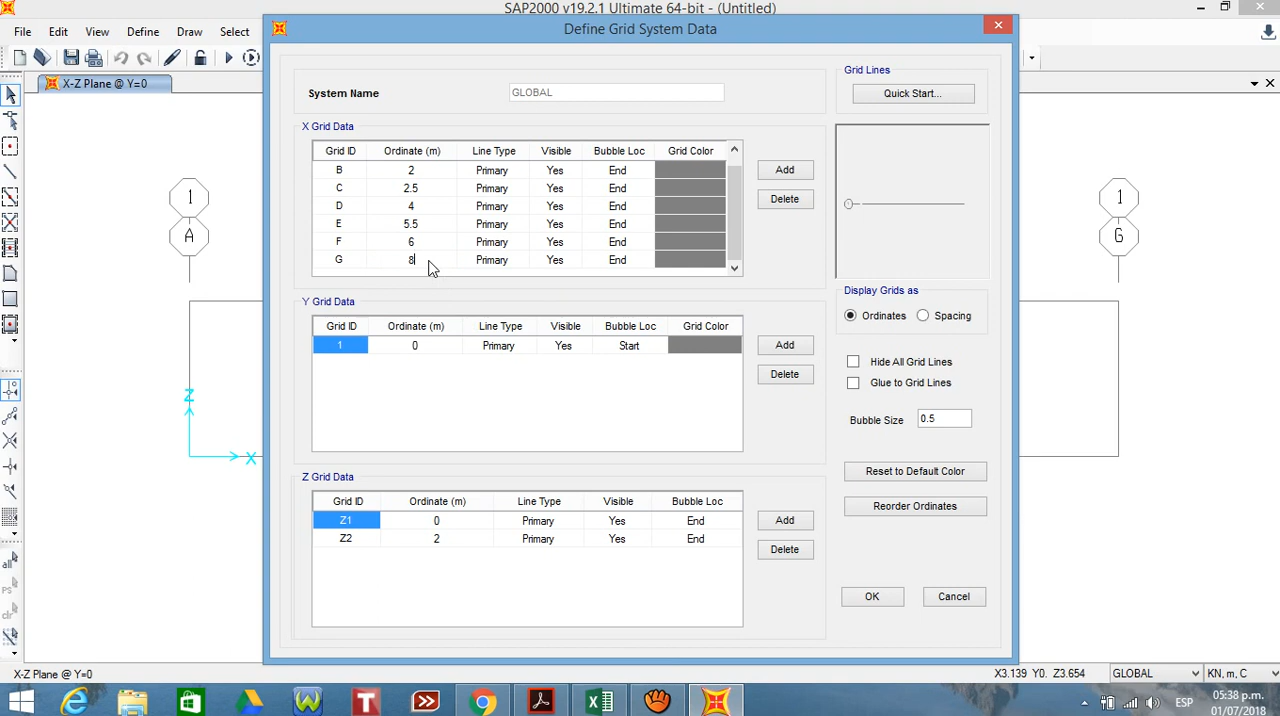 SAP2000 v19.2.1 Ultimate 64-bit - (Untitled)
Define Grid System Data
File Edit View Define Draw Select
X-Z Plane @ Y=0
System Name GLOBAL
Grid Lines
Quick Start...
X Grid Data
Grid ID Ordinate (m) Line Type Visible Bubble Loc Grid Color
B 2 Primary Yes End
C 2.5 Primary Yes End
D 4 Primary Yes End
E 5.5 Primary Yes End
F 6 Primary Yes End
G 8 Primary Yes End
Add
Delete
Y Grid Data
Grid ID Ordinate (m) Line Type Visible Bubble Loc Grid Color
1 0 Primary Yes Start
Add
Delete
Z Grid Data
Grid ID Ordinate (m) Line Type Visible Bubble Loc
Z1 0 Primary Yes End
Z2 2 Primary Yes End
Add
Delete
Display Grids as
Ordinates Spacing
Hide All Grid Lines
Glue to Grid Lines
Bubble Size 0.5
Reset to Default Color
Reorder Ordinates
OK Cancel
1
A
1
G
Z
X
all
PS
clr
X-Z Plane @ Y=0
X3.139 Y0. Z3.654
GLOBAL
KN, m, C
ESP
05:38 p.m.
01/07/2018